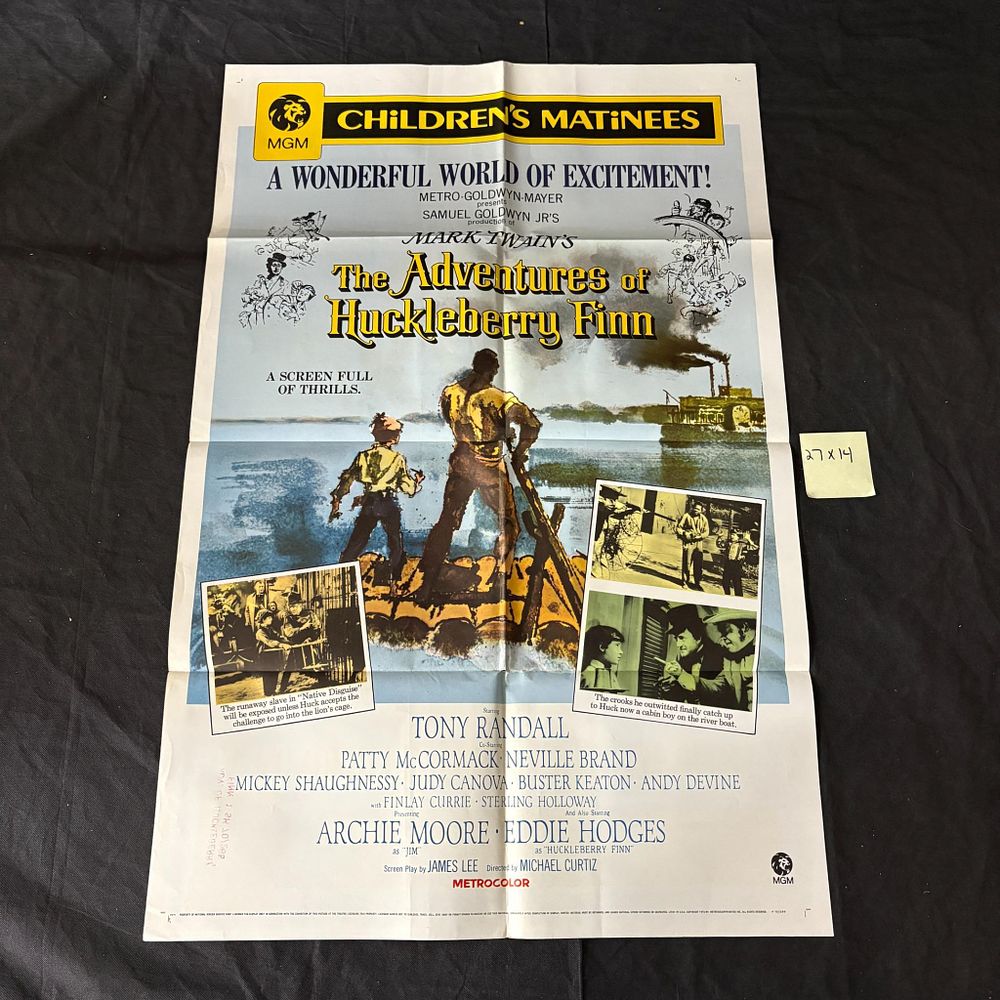 MGM
CHiLDREN'S MATiNEES
A WONDERFUL WORLD OF EXCITEMENT!
METRO-GOLDWYN-MAYER
presents
SAMUEL GOLDWYN JR'S
production of
MARK TWAIN'S
The Adventures of
Huckleberry Finn
A SCREEN FULL
OF THRILLS.
27 x 14
The runaway slave in "Native Disguise"
will be exposed unless Huck accepts the
challenge to go into the lion's cage.
The crooks he outwitted finally catch up
to Huck now a cabin boy on the river boat.
Starring
TONY RANDALL
Co-Starring
PATTY McCORMACK · NEVILLE BRAND
MICKEY SHAUGHNESSY · JUDY CANOVA · BUSTER KEATON · ANDY DEVINE
with FINLAY CURRIE · STERLING HOLLOWAY
Presenting And Also Starring
ARCHIE MOORE · EDDIE HODGES
as "JIM" as "HUCKLEBERRY FINN"
Screen Play by JAMES LEE Directed by MICHAEL CURTIZ
METROCOLOR
MGM